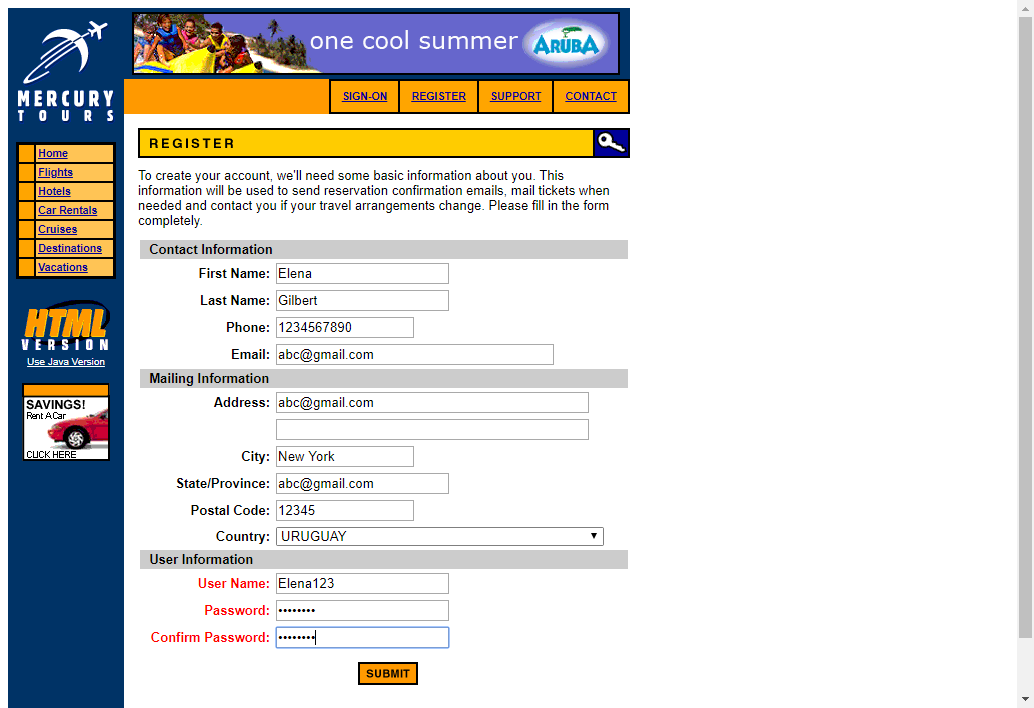 MERCURY
TOURS
one cool summer
ARUBA
SIGN-ON
REGISTER
SUPPORT
CONTACT
Home
Flights
Hotels
Car Rentals
Cruises
Destinations
Vacations
HTML
VERSION
Use Java Version
SAVINGS!
Rent A Car
CLICK HERE
REGISTER
To create your account, we'll need some basic information about you. This
information will be used to send reservation confirmation emails, mail tickets when
needed and contact you if your travel arrangements change. Please fill in the form
completely.
Contact Information
First Name: Elena
Last Name: Gilbert
Phone: 1234567890
Email: abc@gmail.com
Mailing Information
Address: abc@gmail.com
City: New York
State/Province: abc@gmail.com
Postal Code: 12345
Country: URUGUAY
User Information
User Name: Elena123
Password: ••••••••
Confirm Password: ••••••••
SUBMIT